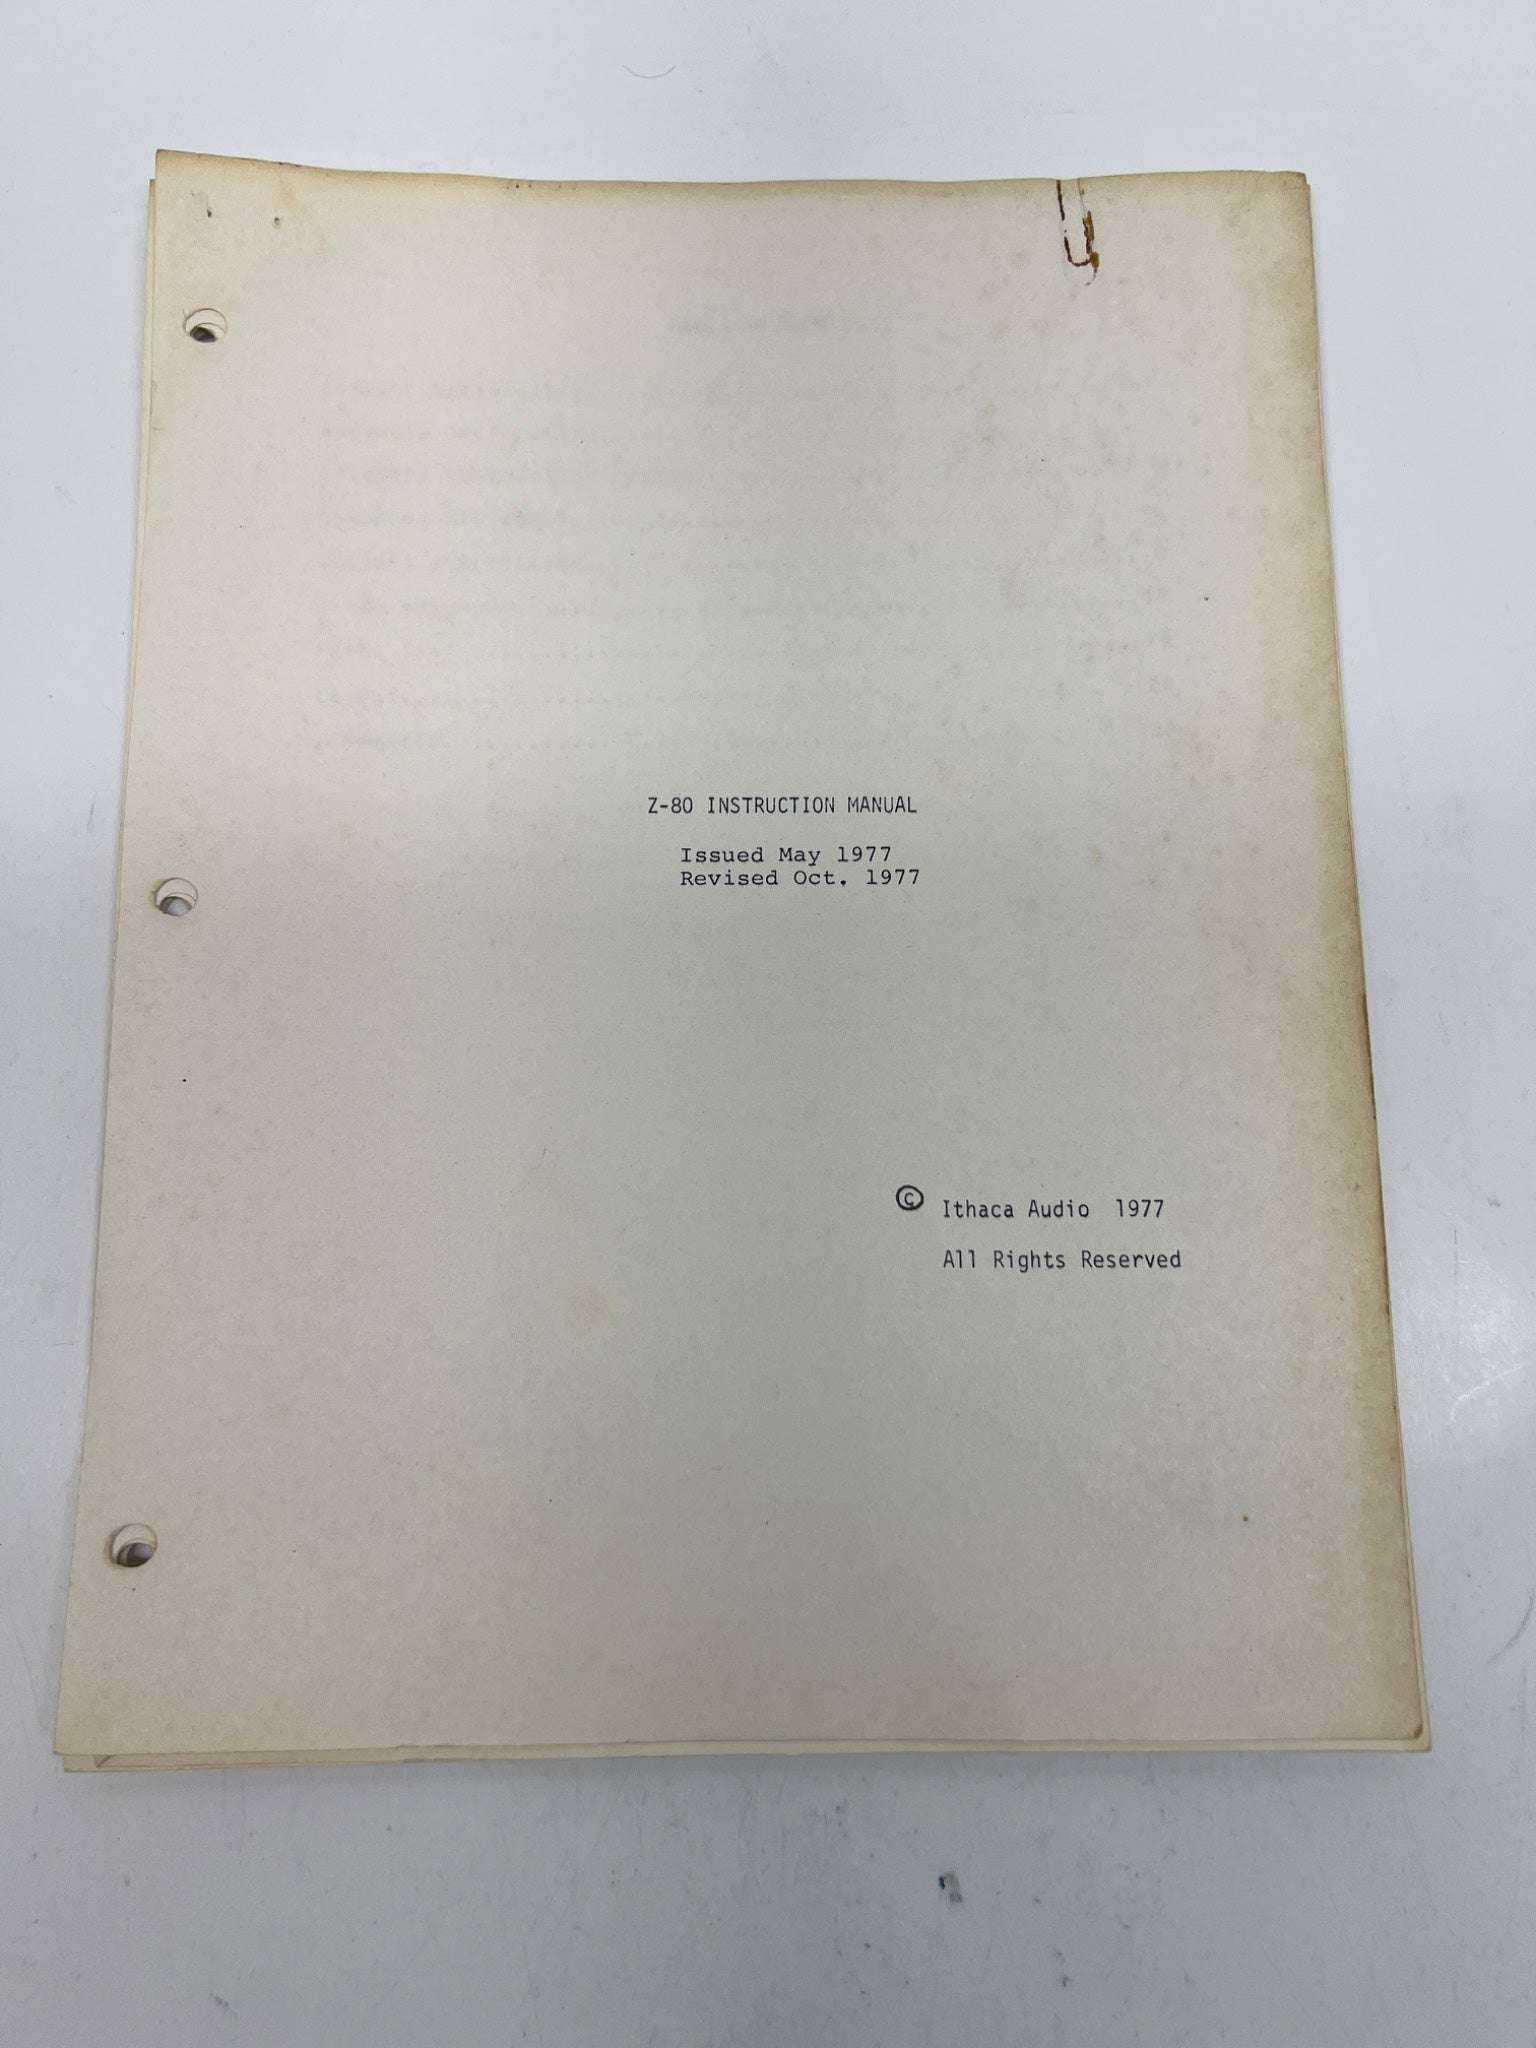 Z-80 INSTRUCTION MANUAL
Issued May 1977
Revised Oct. 1977
© Ithaca Audio 1977
All Rights Reserved